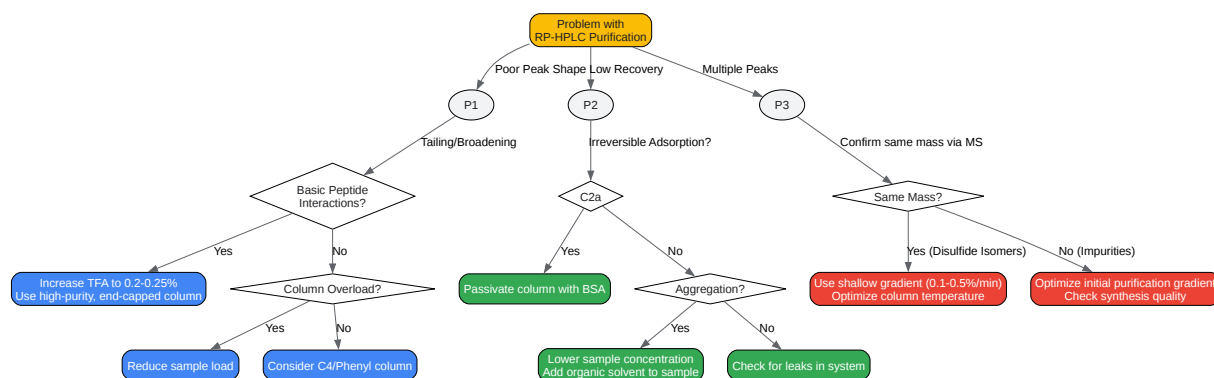 Problem with
RP-HPLC Purification
Poor Peak Shape
Low Recovery
Multiple Peaks
P1
P2
P3
Tailing/Broadening
Irreversible Adsorption?
Confirm same mass via MS
Basic Peptide
Interactions?
C2a
Same Mass?
Yes
No
Yes
No
Yes (Disulfide Isomers)
No (Impurities)
Increase TFA to 0.2-0.25%
Use high-purity, end-capped column
Column Overload?
Passivate column with BSA
Aggregation?
Use shallow gradient (0.1-0.5%/min)
Optimize column temperature
Optimize initial purification gradient
Check synthesis quality
Yes
No
Yes
No
Reduce sample load
Consider C4/Phenyl column
Lower sample concentration
Add organic solvent to sample
Check for leaks in system